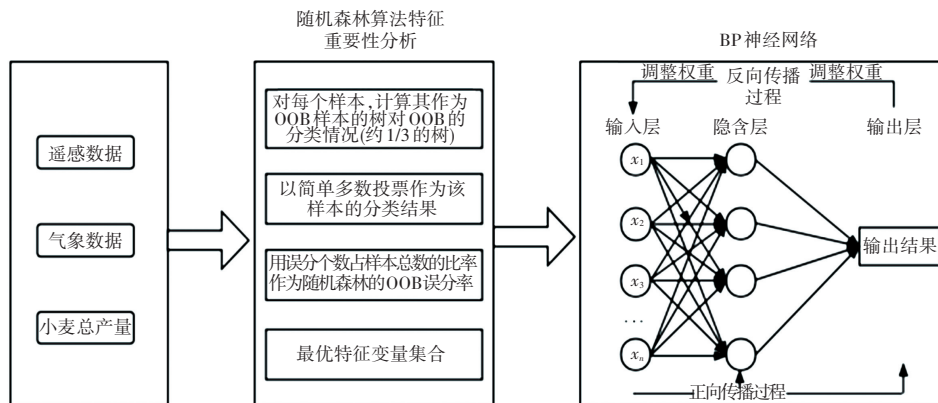 随机森林算法特征
重要性分析
BP神经网络
遥感数据
气象数据
小麦总产量
对每个样本,计算其作为
OOB样本的树对OOB的
分类情况(约1/3的树)
以简单多数投票作为该
样本的分类结果
用误分个数占样本总数的比率
作为随机森林的OOB误分率
最优特征变量集合
调整权重 反向传播 调整权重
过程
输入层 隐含层 输出层
x1
x2
x3
...
xn
输出结果
正向传播过程